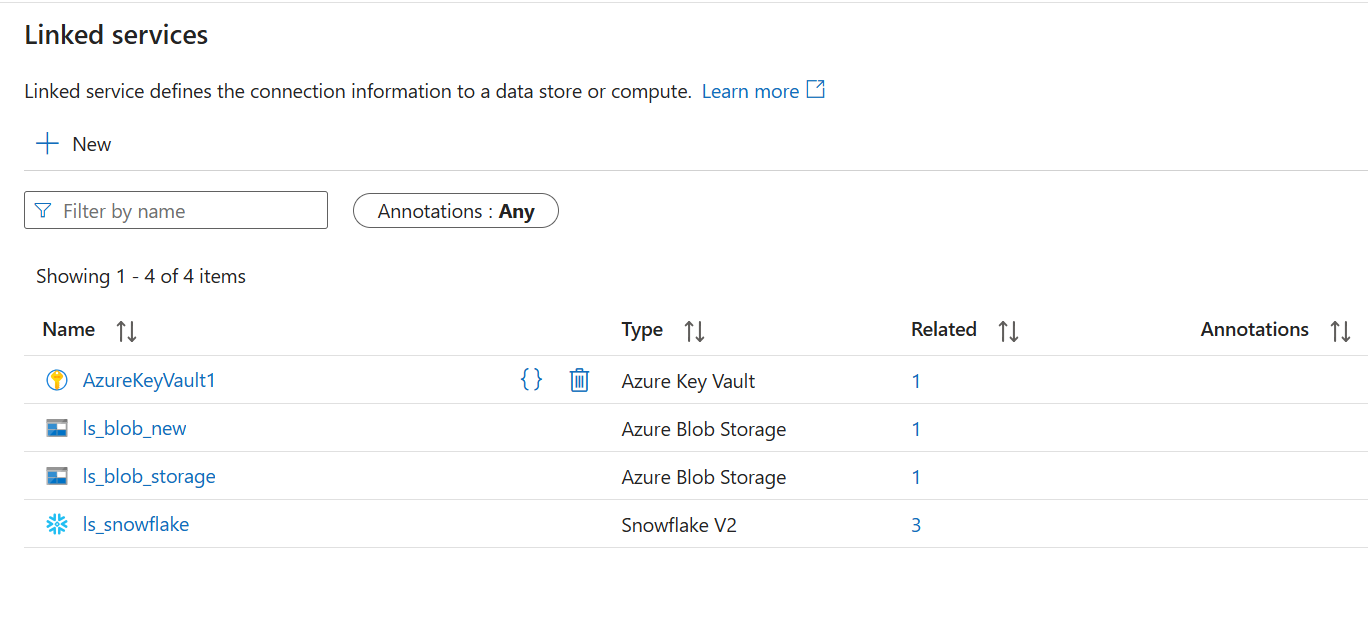 Linked services
Linked service defines the connection information to a data store or compute. Learn more
New
Filter by name Annotations : Any
Showing 1 - 4 of 4 items
Name Type Related Annotations
AzureKeyVault1 {} Azure Key Vault 1
ls_blob_new Azure Blob Storage 1
ls_blob_storage Azure Blob Storage 1
ls_snowflake Snowflake V2 3